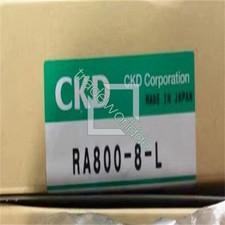 CKD CKD Corporation
MADE IN JAPAN
RA800-8-L